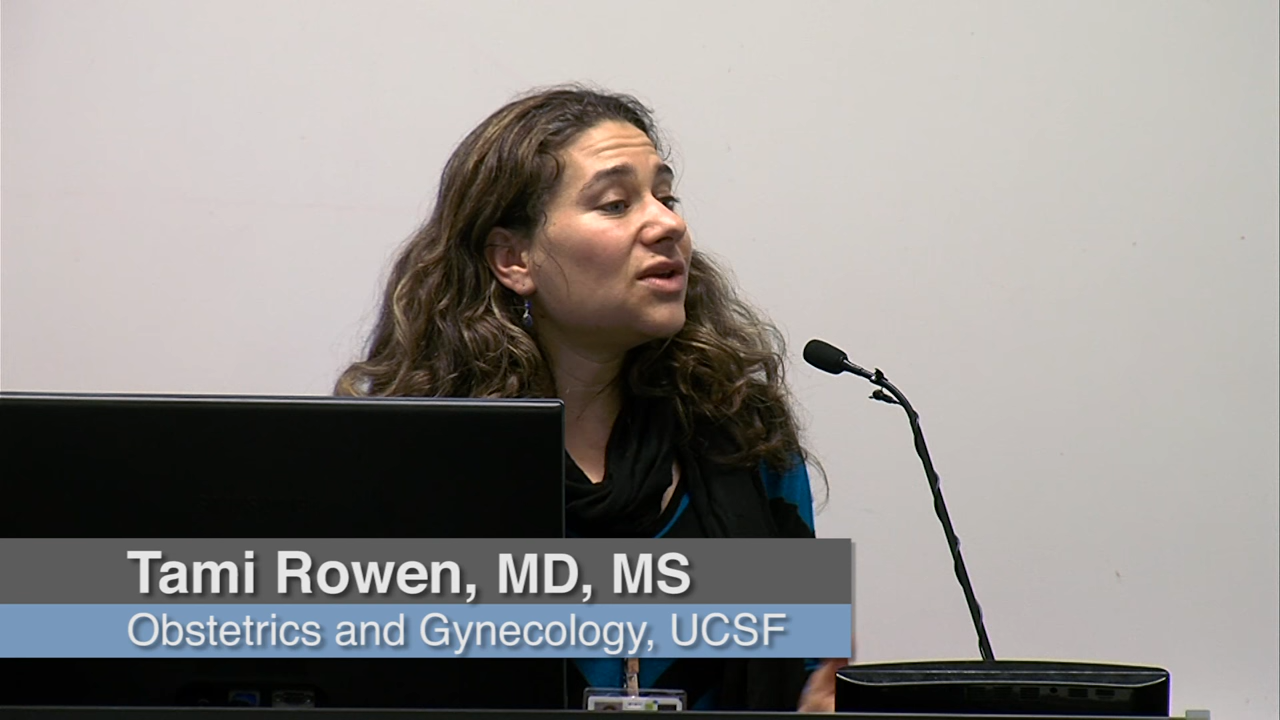 Tami Rowen, MD, MS
Obstetrics and Gynecology, UCSF